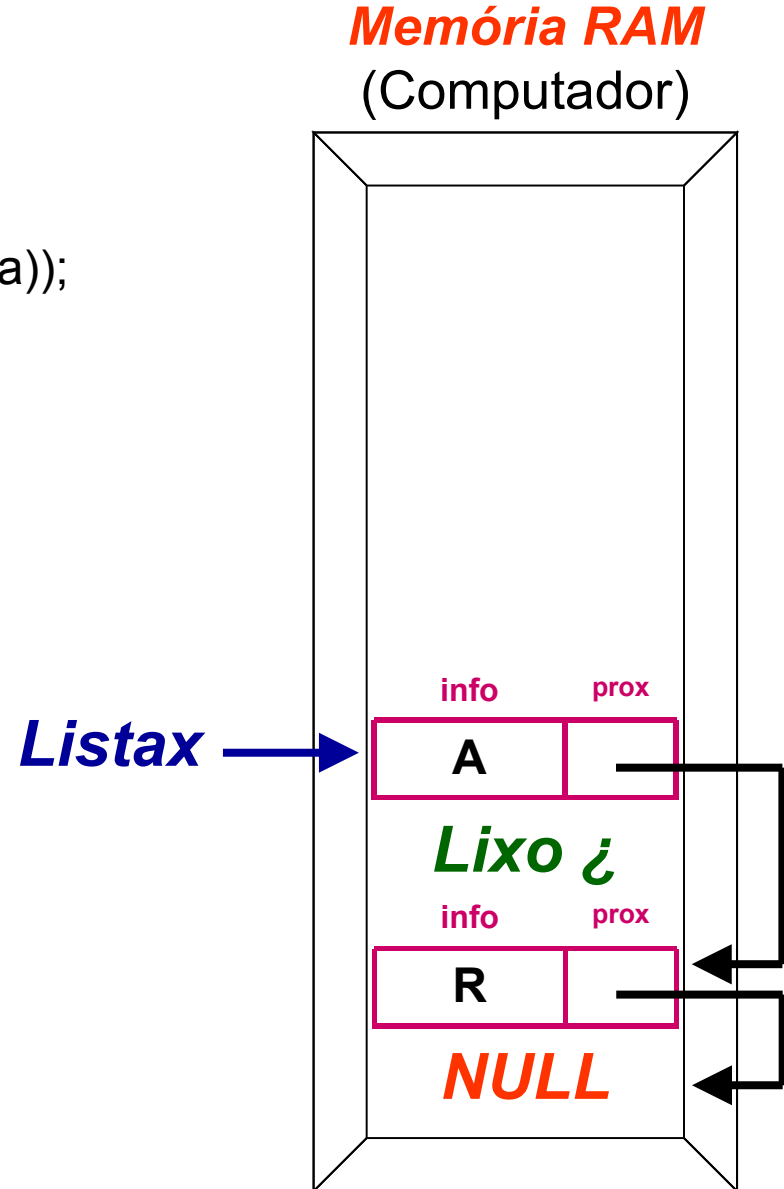 Memória RAM
(Computador)
a));
info prox
Listax A
Lixo ¿
info prox
R
NULL